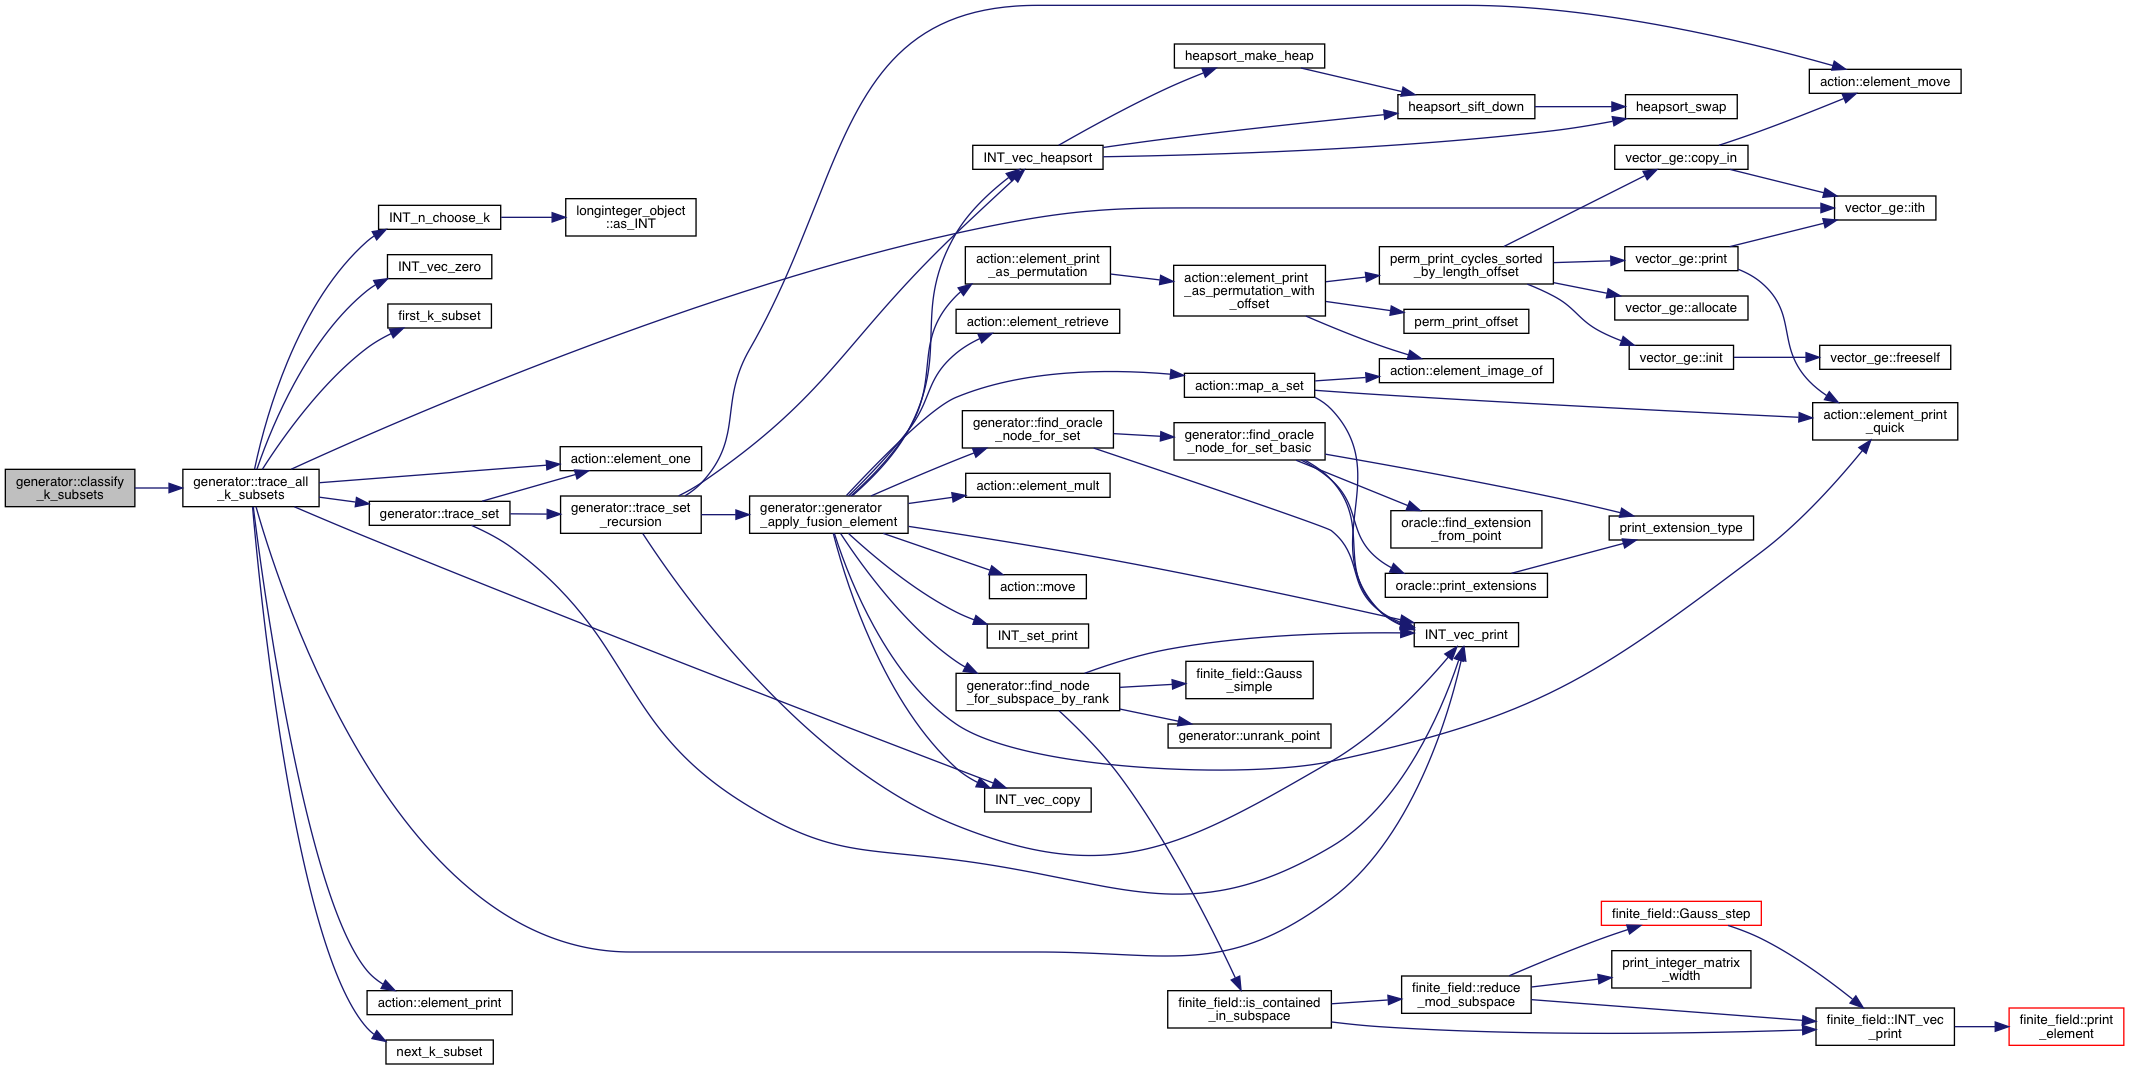 generator::classify
_k_subsets
generator::trace_all
_k_subsets
INT_n_choose_k
longinteger_object
::as_INT
INT_vec_zero
first_k_subset
action::element_one
generator::trace_set
generator::trace_set
_recursion
generator::generator
_apply_fusion_element
action::element_print
next_k_subset
heapsort_make_heap
INT_vec_heapsort
heapsort_sift_down
heapsort_swap
action::element_move
vector_ge::copy_in
vector_ge::ith
action::element_print
_as_permutation
action::element_print
_as_permutation_with
_offset
perm_print_cycles_sorted
_by_length_offset
vector_ge::print
vector_ge::allocate
action::element_retrieve
perm_print_offset
vector_ge::init
vector_ge::freeself
action::map_a_set
action::element_image_of
action::element_print
_quick
generator::find_oracle
_node_for_set
generator::find_oracle
_node_for_set_basic
action::element_mult
oracle::find_extension
_from_point
print_extension_type
action::move
oracle::print_extensions
INT_set_print
INT_vec_print
generator::find_node
_for_subspace_by_rank
finite_field::Gauss
_simple
generator::unrank_point
INT_vec_copy
finite_field::is_contained
_in_subspace
finite_field::reduce
_mod_subspace
finite_field::Gauss_step
print_integer_matrix
_width
finite_field::INT_vec
_print
finite_field::print
_element